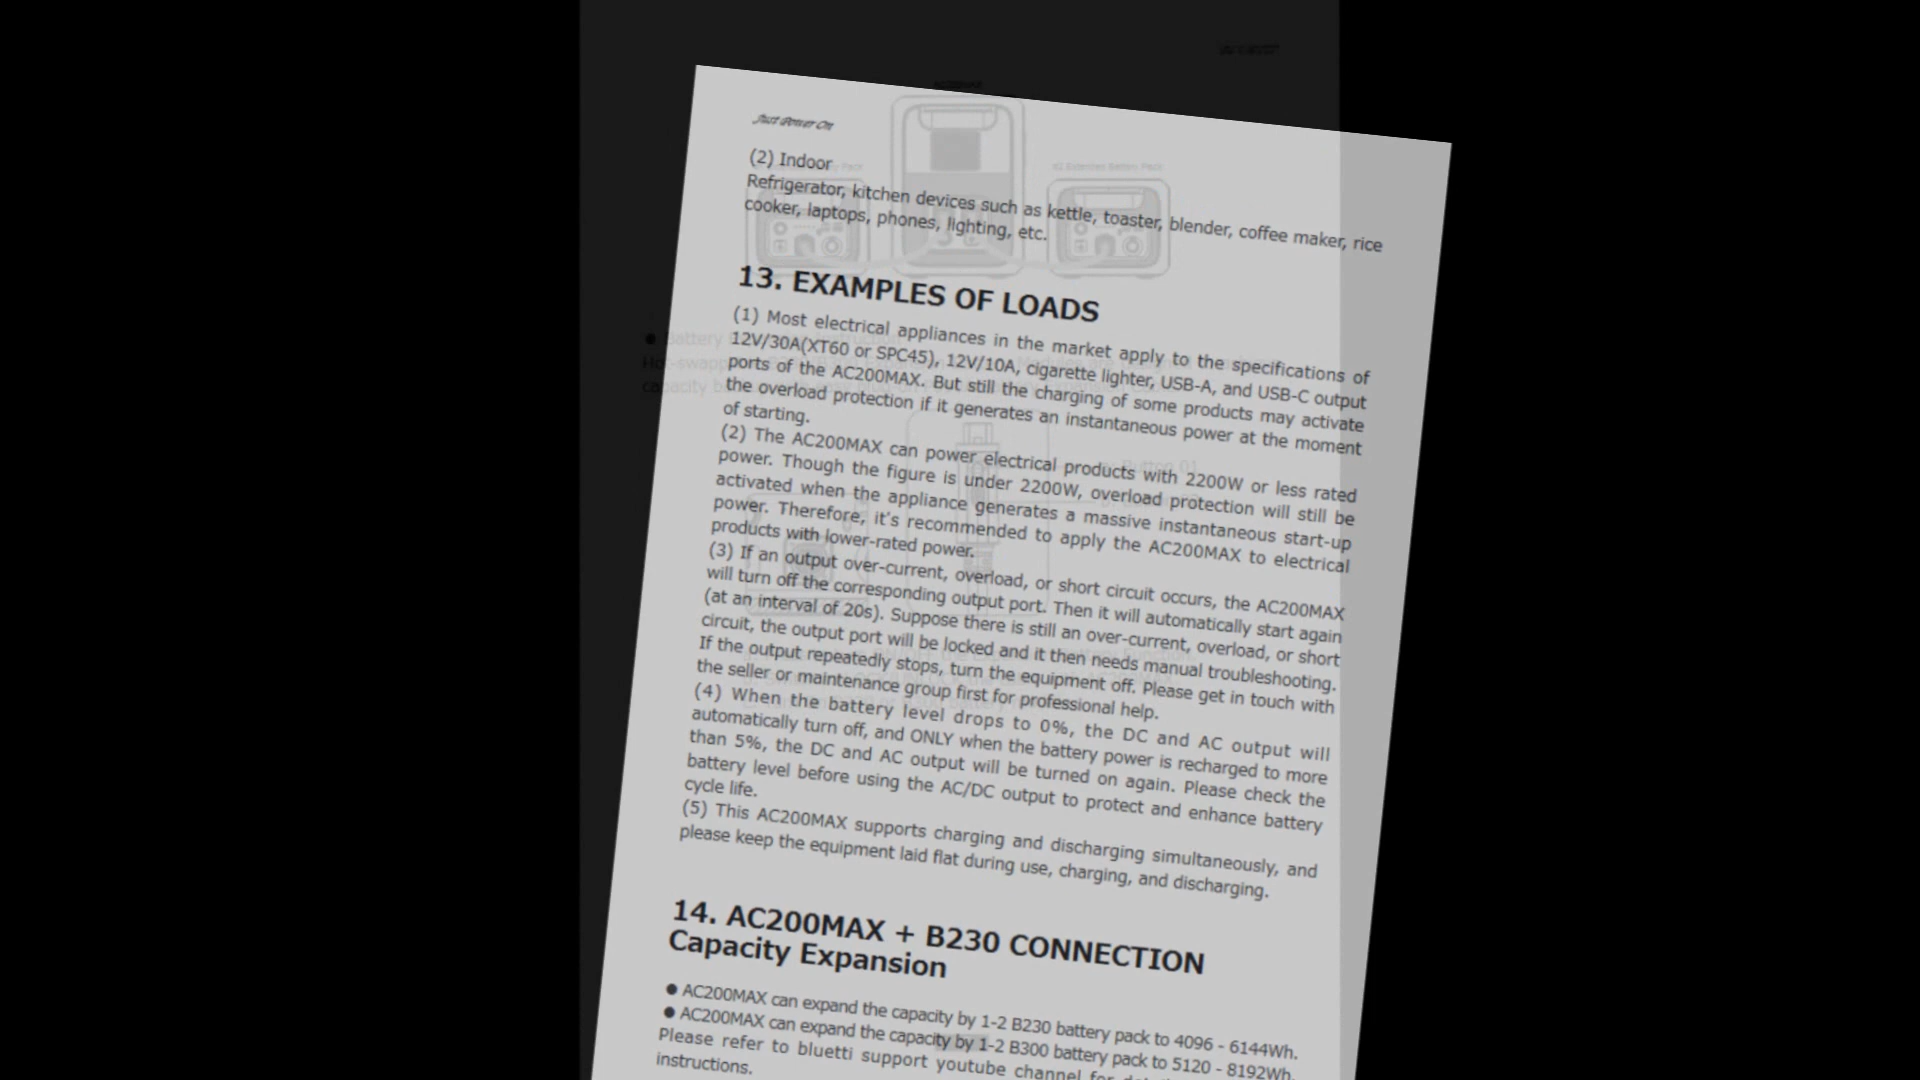 Just Power On
(2) Indoor
Refrigerator, kitchen devices such as kettle, toaster, blender, coffee maker, rice
cooker, laptops, phones, lighting, etc.
13. EXAMPLES OF LOADS
(1) Most electrical appliances in the market apply to the specifications of
12V/30A(XT60 or SPC45), 12V/10A, cigarette lighter, USB-A, and USB-C output
ports of the AC200MAX. But still the charging of some products may activate
the overload protection if it generates an instantaneous power at the moment
of starting.
(2) The AC200MAX can power electrical products with 2200W or less rated
power. Though the figure is under 2200W, overload protection will still be
activated when the appliance generates a massive instantaneous start-up
power. Therefore, it's recommended to apply the AC200MAX to electrical
products with lower-rated power.
(3) If an output over-current, overload, or short circuit occurs, the AC200MAX
will turn off the corresponding output port. Then it will automatically start again
(at an interval of 20s). Suppose there is still an over-current, overload, or short
circuit, the output port will be locked and it then needs manual troubleshooting.
If the output repeatedly stops, turn the equipment off. Please get in touch with
the seller or maintenance group first for professional help.
(4) When the battery level drops to 0%, the DC and AC output will
automatically turn off, and ONLY when the battery power is recharged to more
than 5%, the DC and AC output will be turned on again. Please check the
battery level before using the AC/DC output to protect and enhance battery
cycle life.
(5) This AC200MAX supports charging and discharging simultaneously, and
please keep the equipment laid flat during use, charging, and discharging.
14. AC200MAX + B230 CONNECTION
Capacity Expansion
● AC200MAX can expand the capacity by 1-2 B230 battery pack to 4096 - 6144Wh.
● AC200MAX can expand the capacity by 1-2 B300 battery pack to 5120 - 8192Wh.
Please refer to bluetti support youtube channel for
instructions.